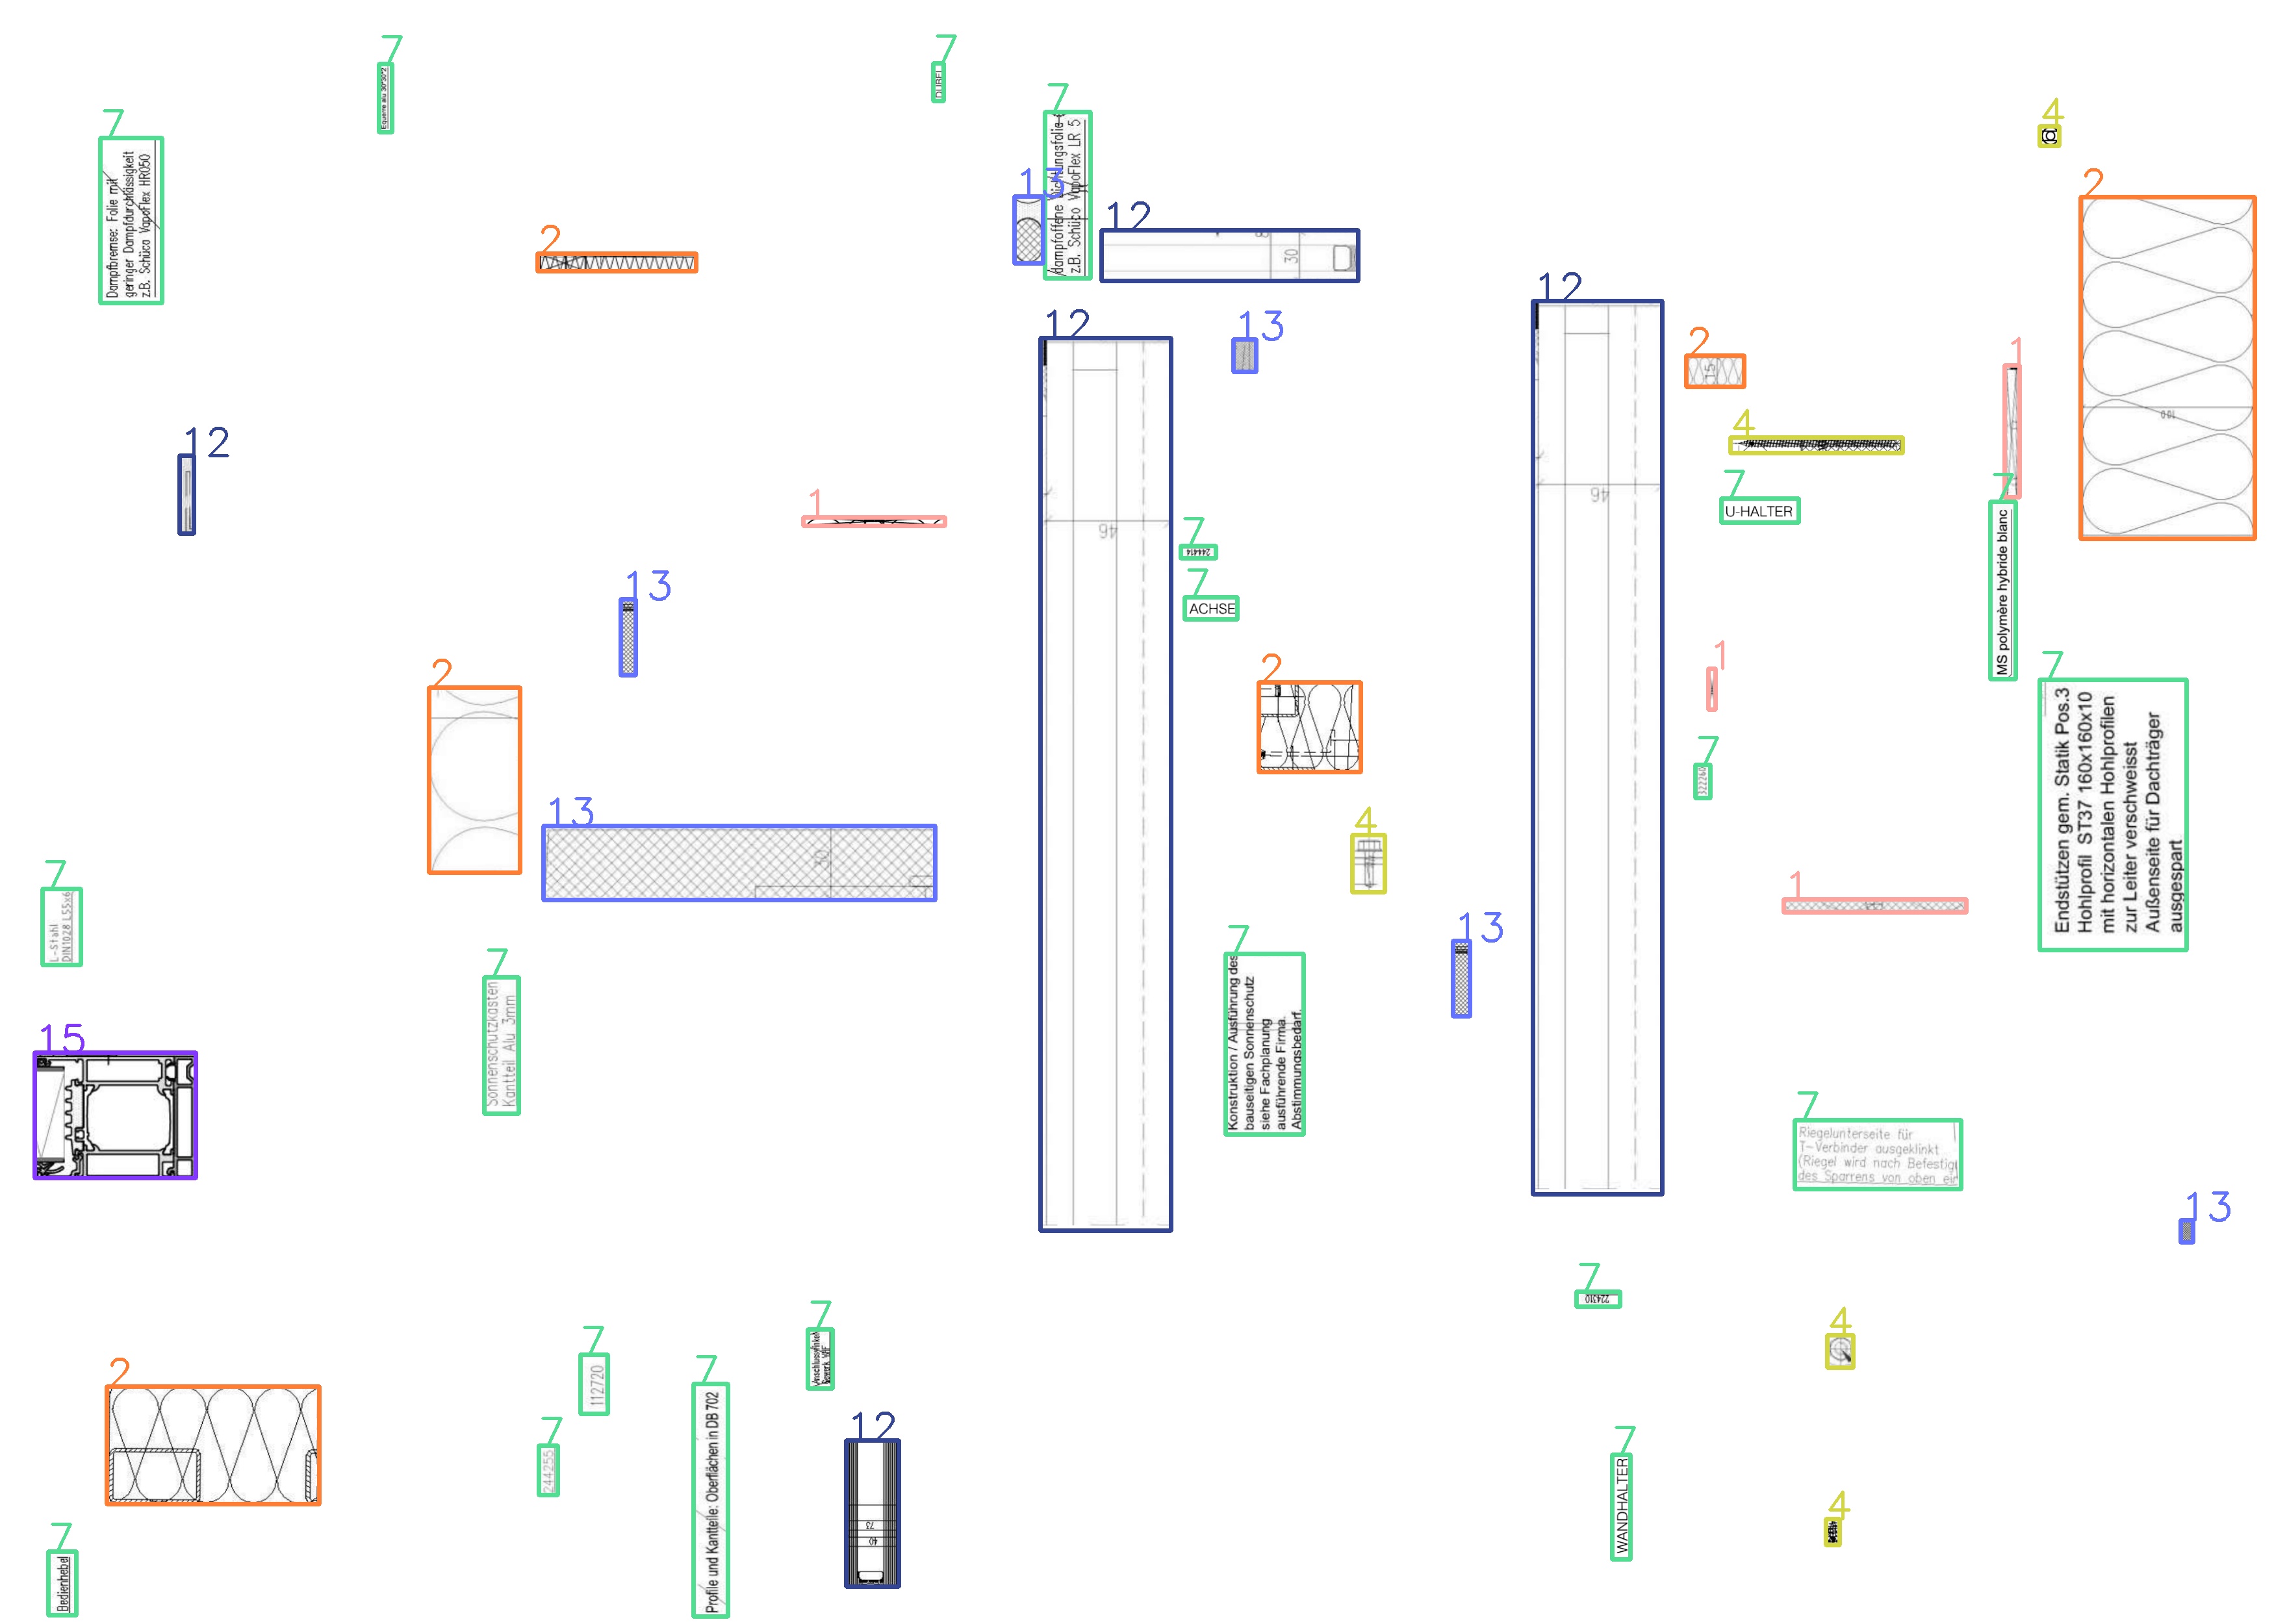 7
7
7
4
7
Equerre alu 30*30*2
Dampfbremse: Folie mit
geringer Dampfdurchlässigkeit
z.B. Schüco VapoFlex HR050
dampfoffene Dichtungsfolie
z.B. Schüco VapoFlex LR 5
13
2
12
2
30
12
12
13
2
15
1
100
4
12
46
7
U-HALTER
7
MS polymère hybride blanc
1
46
7
244414
7
ACHSE
13
2
2
1
7
322260
7
Endstützen gem. Statik Pos.3
Hohlprofil ST37 160x160x10
mit horizontalen Hohlprofilen
zur Leiter verschweisst
Außenseite für Dachträger
ausgespart
13
30
4
1
7
L-Stahl
DIN1028 L55x6
7
Sonnenschutzkasten
Kantteil Alu 3mm
7
Konstruktion / Ausführung des
bauseitigen Sonnenschutz
siehe Fachplanung
ausführende Firma.
Abstimmungsbedarf.
13
15
7
Riegelunterseite für
T-Verbinder ausgeklinkt
(Riegel wird nach Befestig
des Sparrens von oben ein
13
7
224310
4
2
7
112720
7
244255
7
Profile und Kantteile: Oberflächen in DB 702
7
12
73
40
7
WANDHALTER
4
7
Bedienhebel